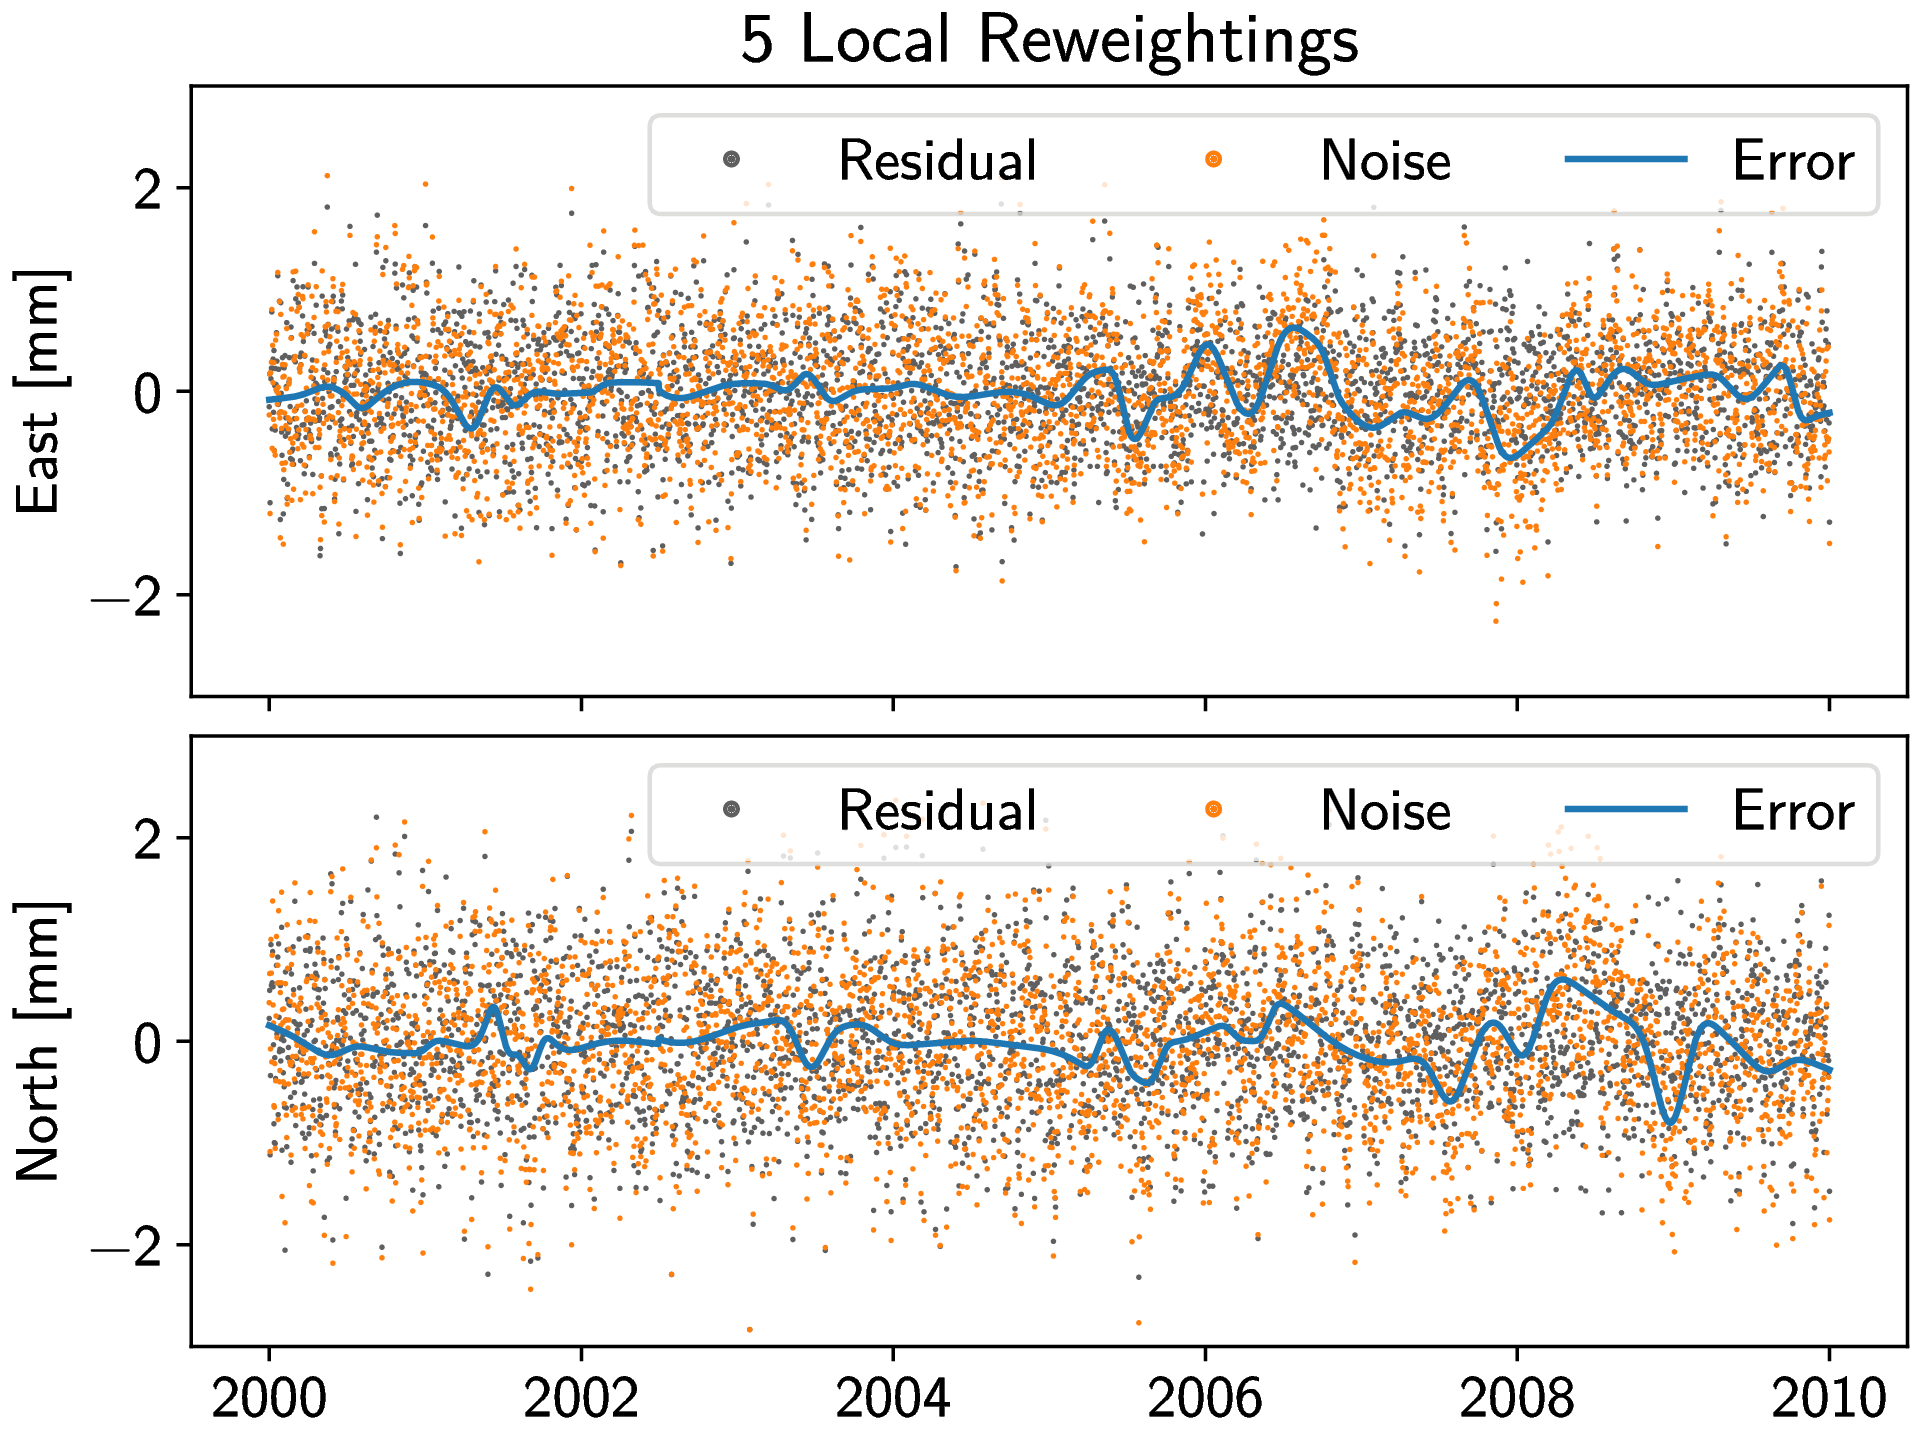 5 Local Reweightings
Residual Noise Error
2
0
−2
East [mm]
Residual Noise Error
2
0
−2
North [mm]
2000 2002 2004 2006 2008 2010